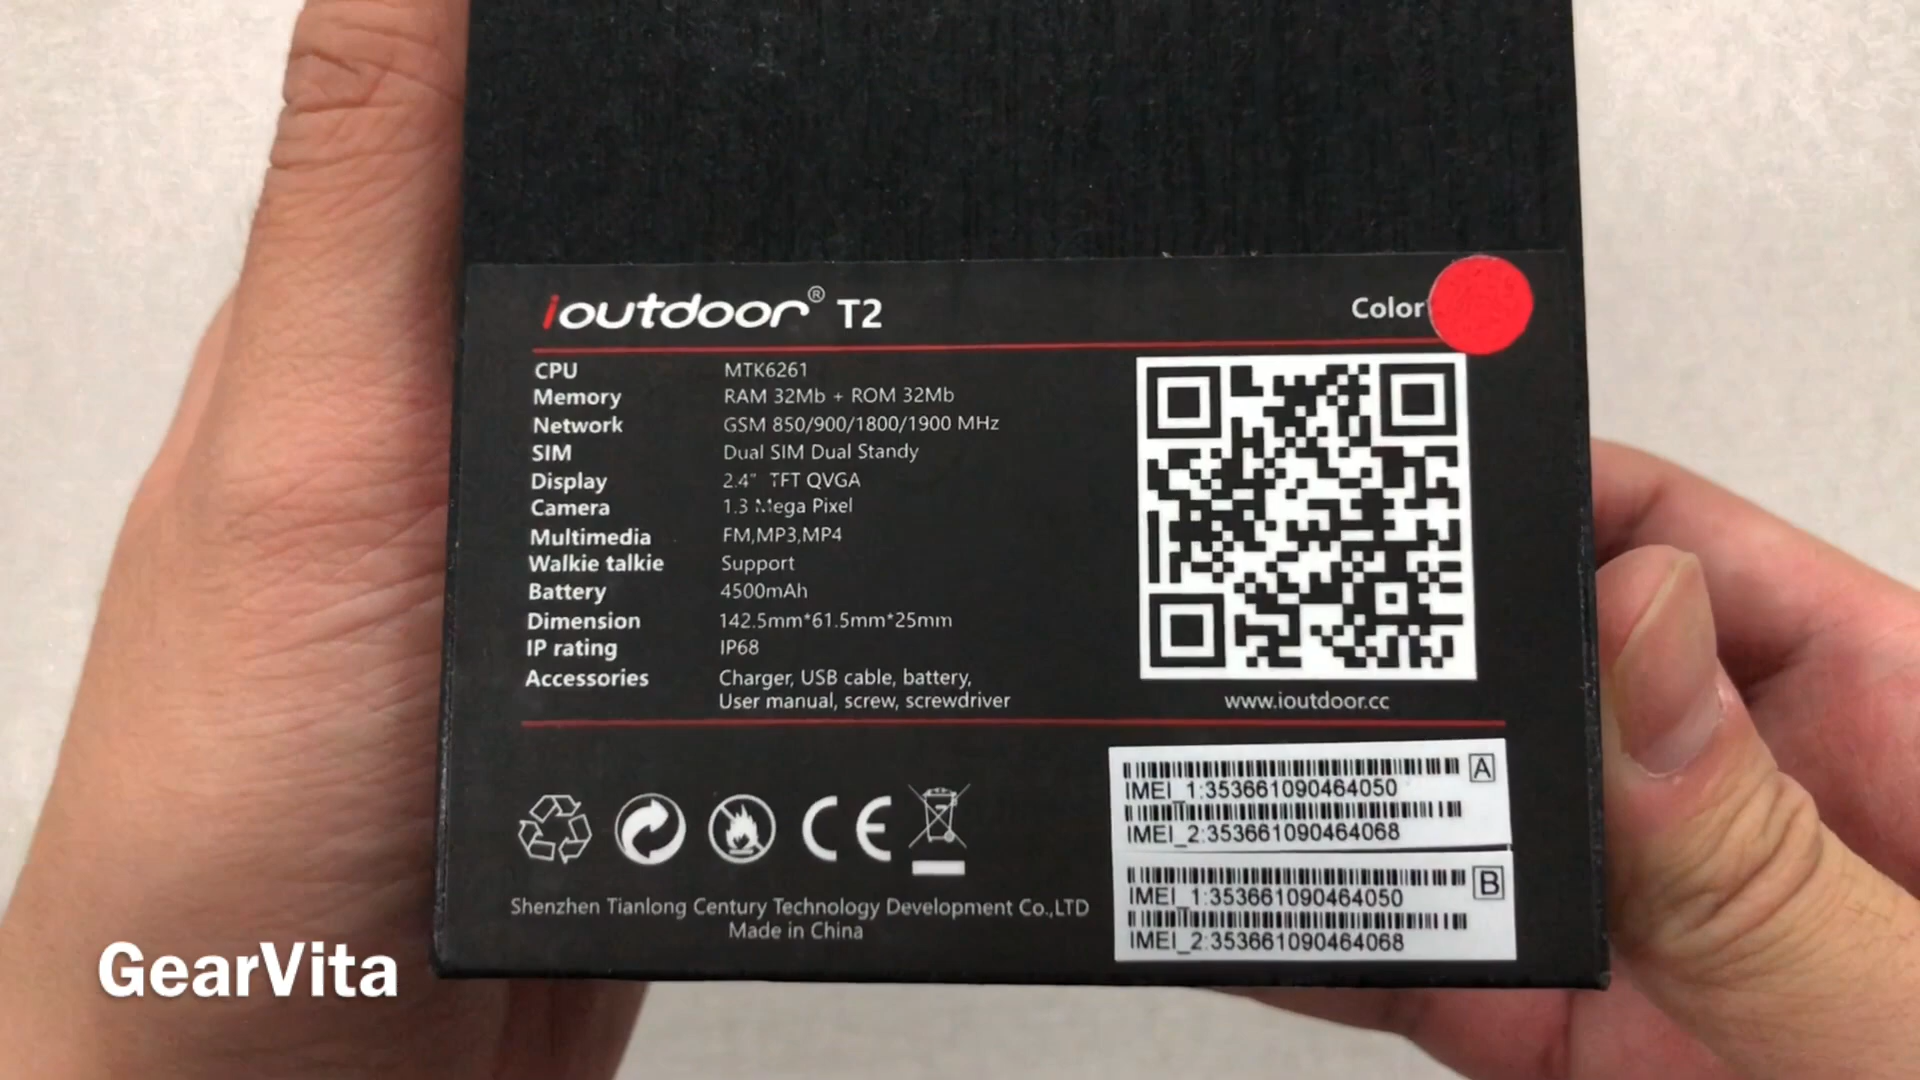 ioutdoor® T2
Color
CPU MTK6261
Memory RAM 32Mb + ROM 32Mb
Network GSM 850/900/1800/1900 MHz
SIM Dual SIM Dual Standy
Display 2.4" TFT QVGA
Camera 1.3 Mega Pixel
Multimedia FM,MP3,MP4
Walkie talkie Support
Battery 4500mAh
Dimension 142.5mm*61.5mm*25mm
IP rating IP68
Accessories Charger, USB cable, battery,
User manual, screw, screwdriver
www.ioutdoor.cc
A
IMEI_1:353661090464050
IMEI_2:353661090464068
B
IMEI_1:353661090464050
IMEI_2:353661090464068
CE
Shenzhen Tianlong Century Technology Development Co.,LTD
Made in China
GearVita